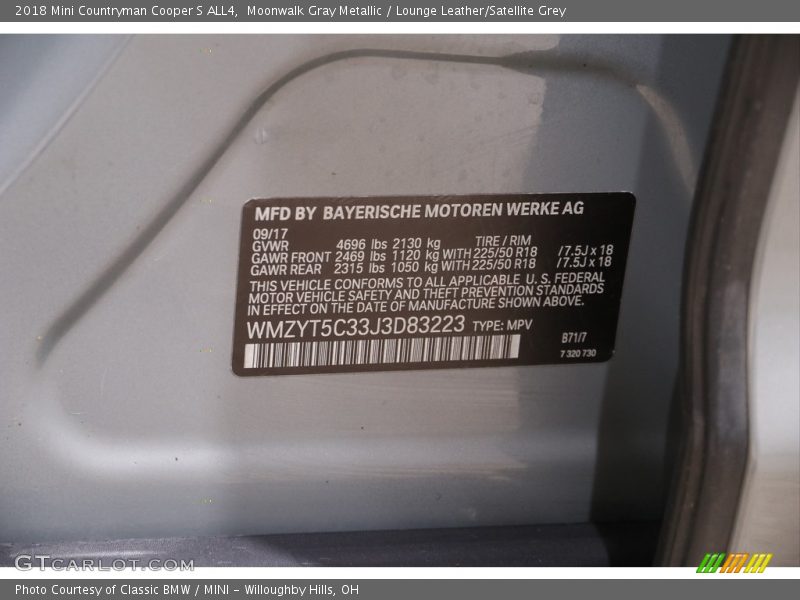 2018 Mini Countryman Cooper S ALL4,  Moonwalk Gray Metallic / Lounge Leather/Satellite Grey
MFD BY BAYERISCHE MOTOREN WERKE AG
09/17
GVWR 4696 lbs 2130 kg TIRE / RIM
GAWR FRONT 2469 lbs 1120 kg WITH 225/50 R18 /7.5J x 18
GAWR REAR 2315 lbs 1050 kg WITH 225/50 R18 /7.5J x 18
THIS VEHICLE CONFORMS TO ALL APPLICABLE U. S. FEDERAL
MOTOR VEHICLE SAFETY AND THEFT PREVENTION STANDARDS
IN EFFECT ON THE DATE OF MANUFACTURE SHOWN ABOVE.
WMZYT5C33J3D83223 TYPE: MPV
B71/7
7 320 730
GTCARLOT.COM
Photo Courtesy of Classic BMW / MINI - Willoughby Hills, OH